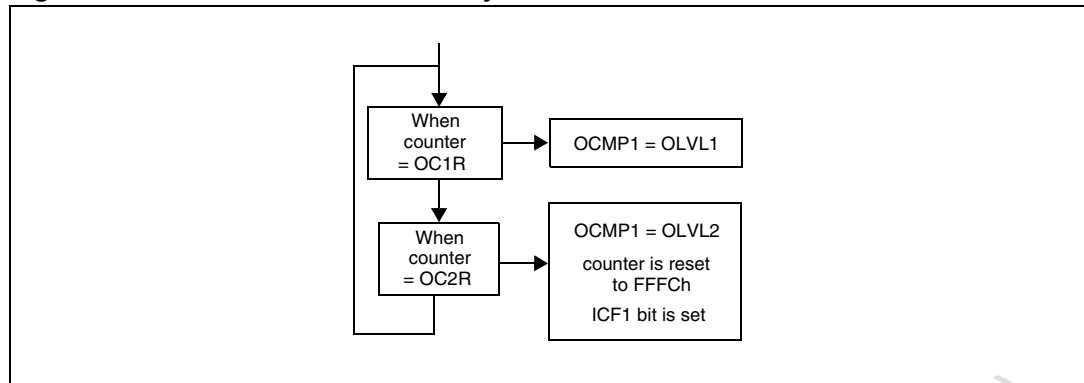 When
counter
= OC1R
OCMP1 = OLVL1
When
counter
= OC2R
OCMP1 = OLVL2
counter is reset
to FFFCh
ICF1 bit is set